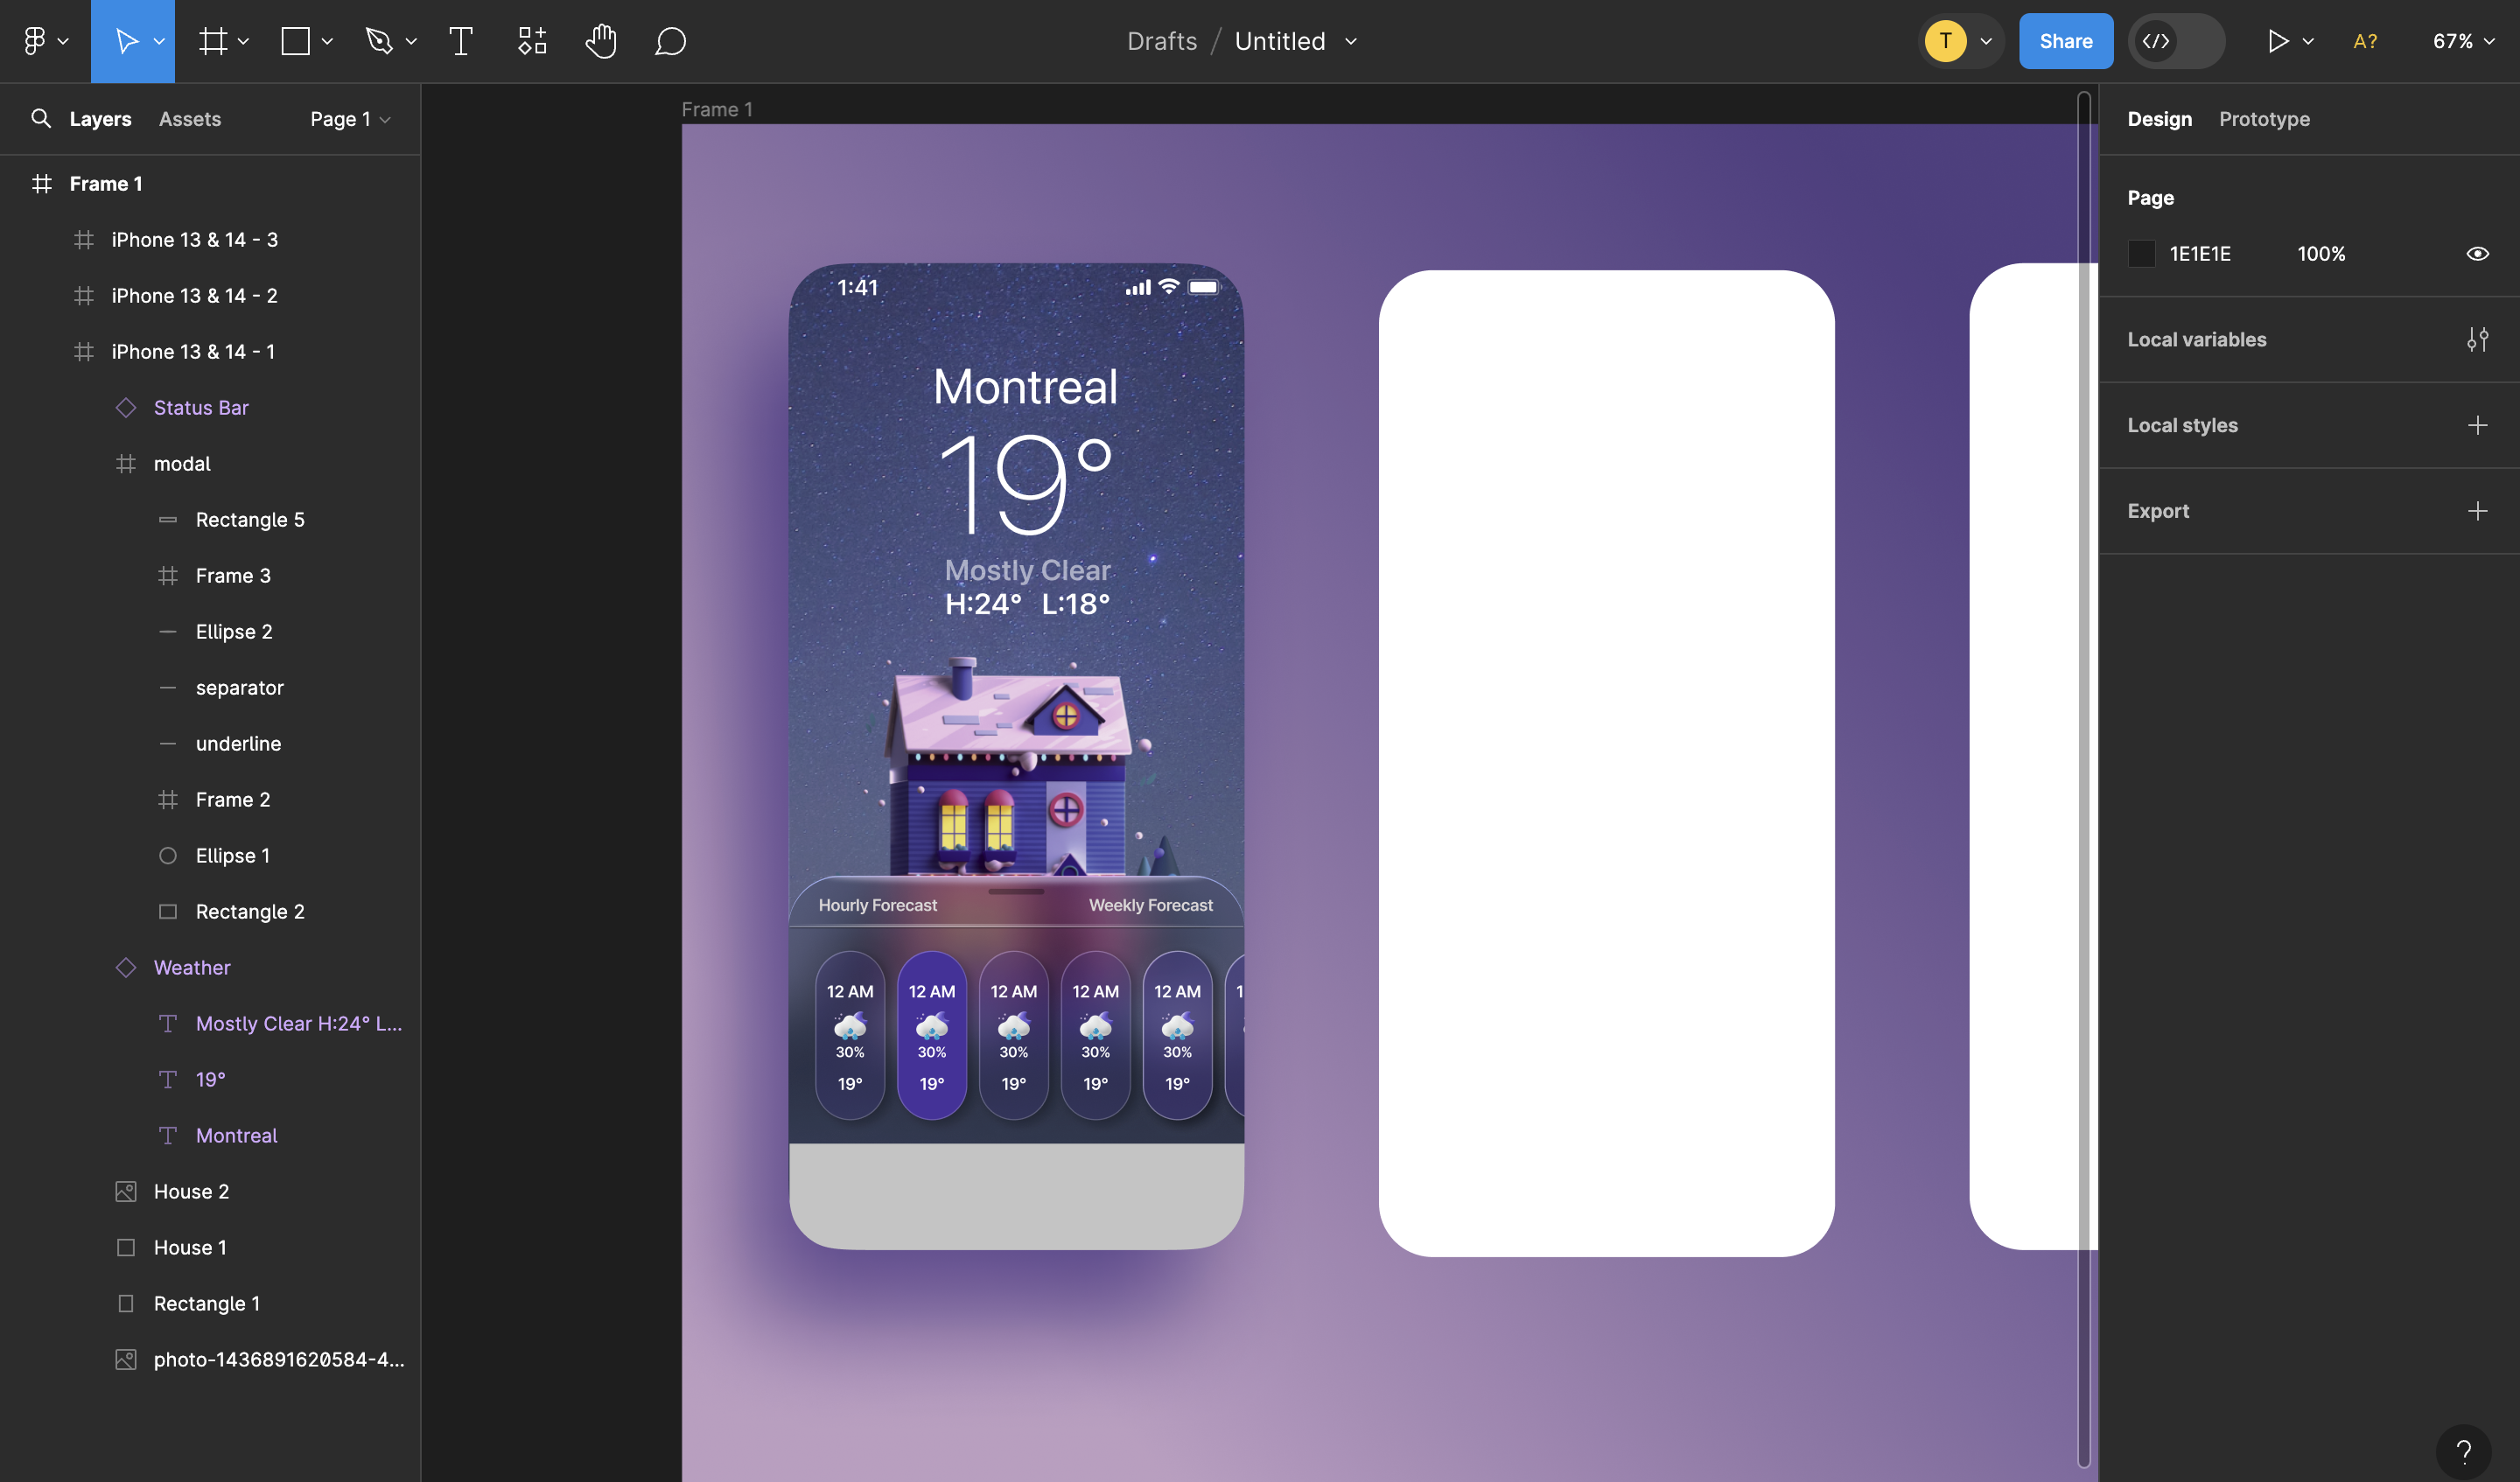 Drafts / Untitled
T
Share
A?
67%
Layers
Assets
Page 1
Frame 1
iPhone 13 & 14 - 3
iPhone 13 & 14 - 2
iPhone 13 & 14 - 1
Status Bar
modal
Rectangle 5
Frame 3
Ellipse 2
separator
underline
Frame 2
Ellipse 1
Rectangle 2
Weather
Mostly Clear H:24° L...
19°
Montreal
House 2
House 1
Rectangle 1
photo-1436891620584-4...
Frame 1
1:41
Montreal
19°
Mostly Clear
H:24° L:18°
Hourly Forecast
Weekly Forecast
12 AM 12 AM 12 AM 12 AM 12 AM 1
30% 30% 30% 30% 30%
19° 19° 19° 19° 19°
Design
Prototype
Page
1E1E1E
100%
Local variables
Local styles
Export
?